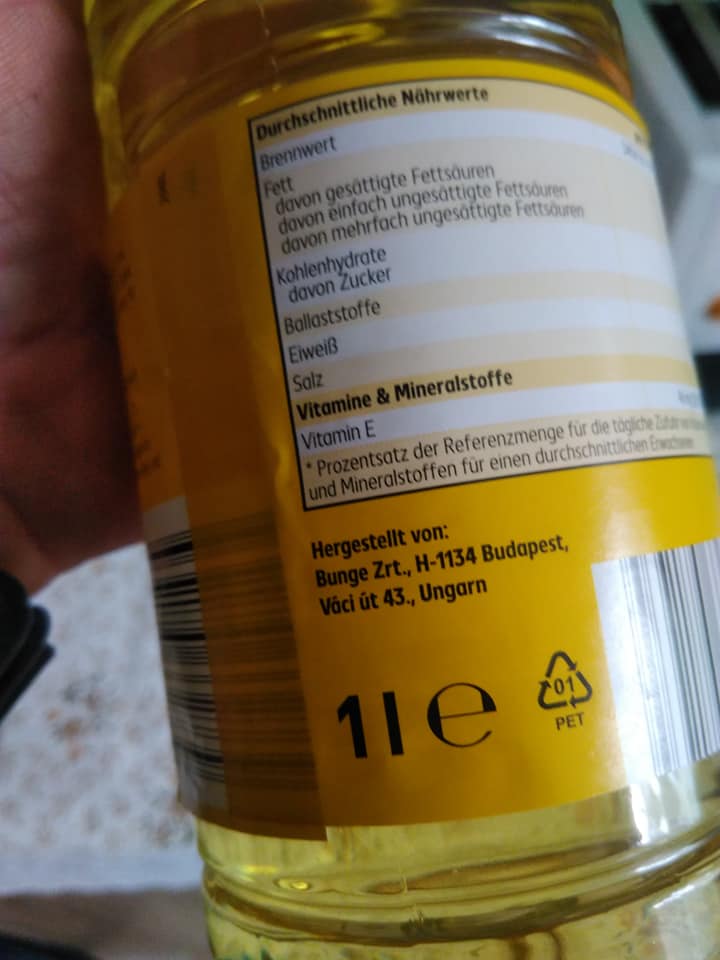 Durchschnittliche Nährwerte
Brennwert
Fett
davon gesättigte Fettsäuren
davon einfach ungesättigte Fettsäuren
davon mehrfach ungesättigte Fettsäuren
Kohlenhydrate
davon Zucker
Ballaststoffe
Eiweiß
Salz
Vitamine & Mineralstoffe
Vitamin E
* Prozentsatz der Referenzmenge für die tägliche Zufuhr
und Mineralstoffen für einen durchschnittlichen Erwachsenen
Hergestellt von:
Bunge Zrt., H-1134 Budapest,
Váci út 43., Ungarn
1l e
01
PET